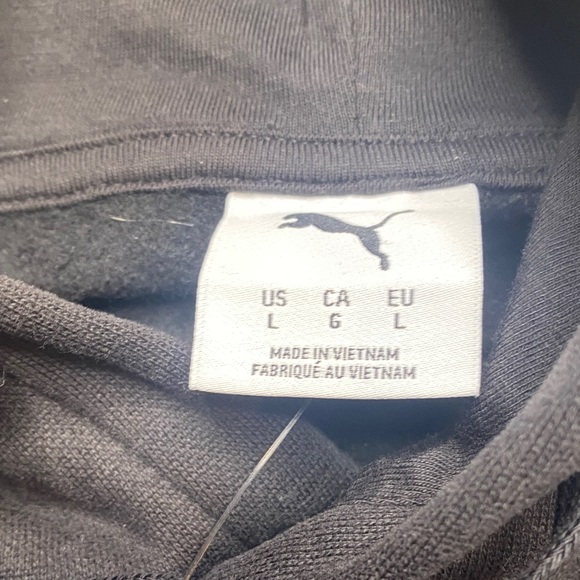 US CA EU
L G L
MADE IN VIETNAM
FABRIQUÉ AU VIETNAM